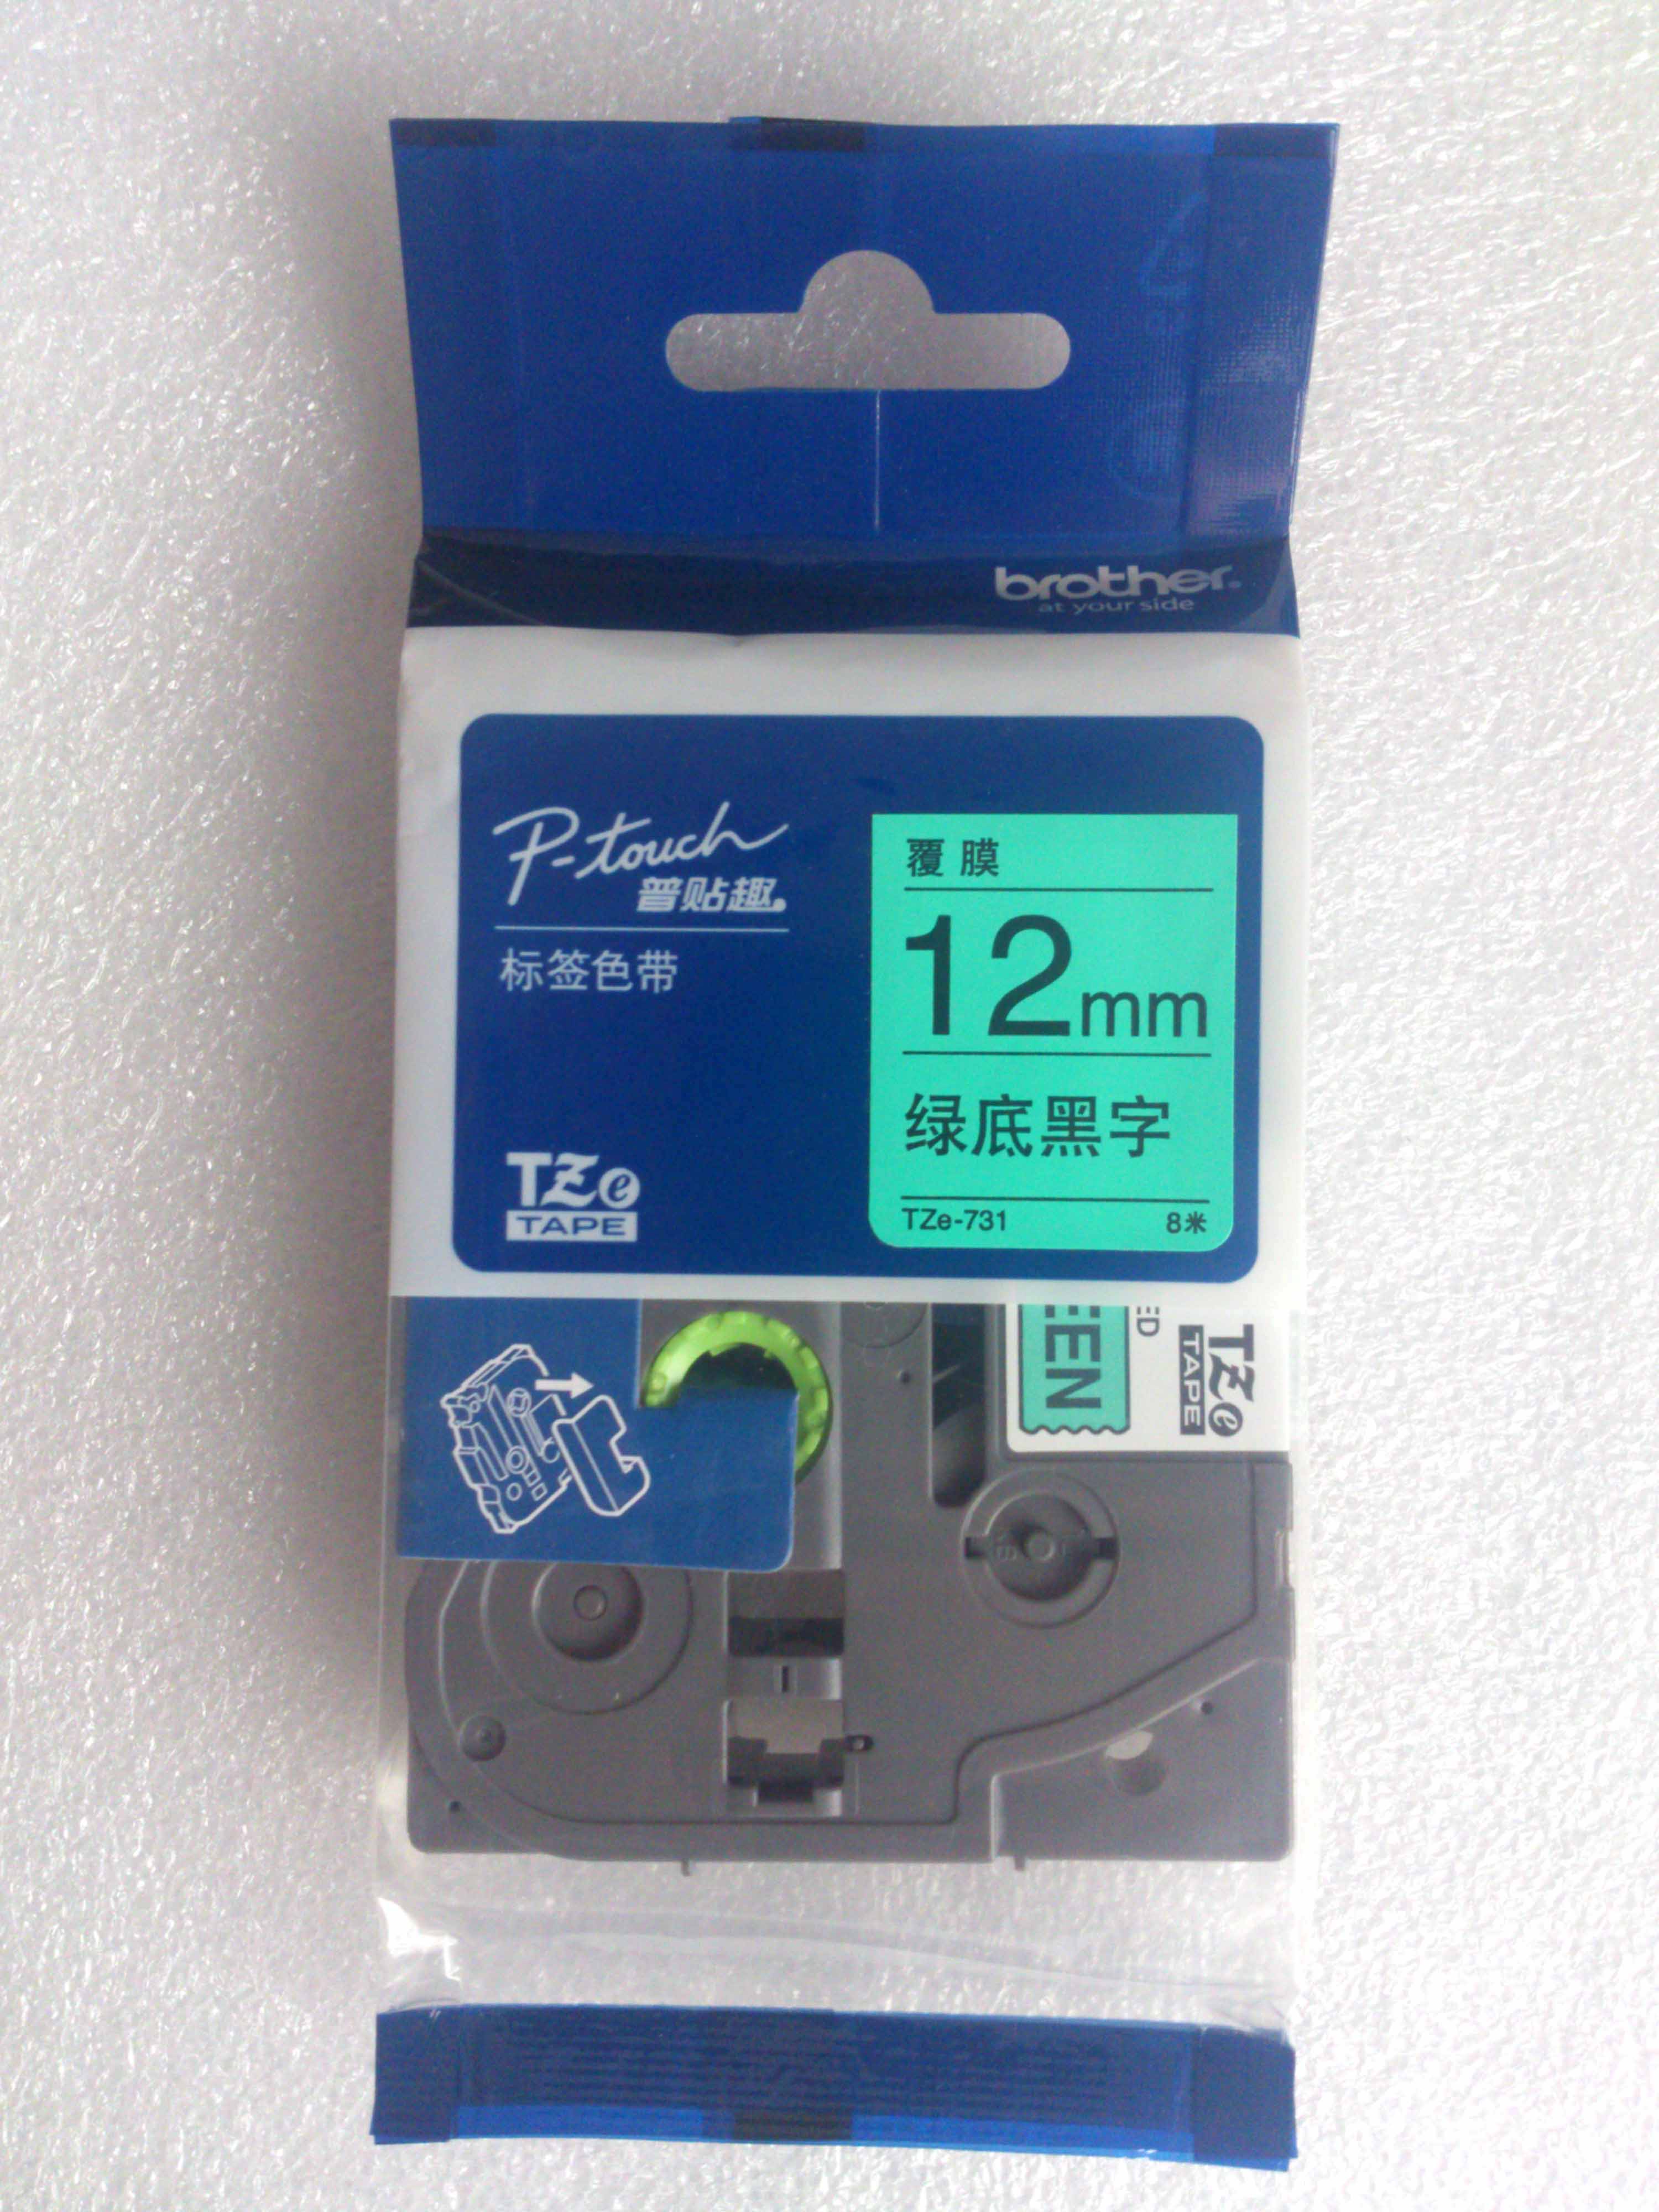 brother
at your side
P-touch
普贴趣
标签色带
覆膜
12mm
绿底黑字
TZe-731 8米
TZe
TAPE
EEN
ED
TZe
TAPE